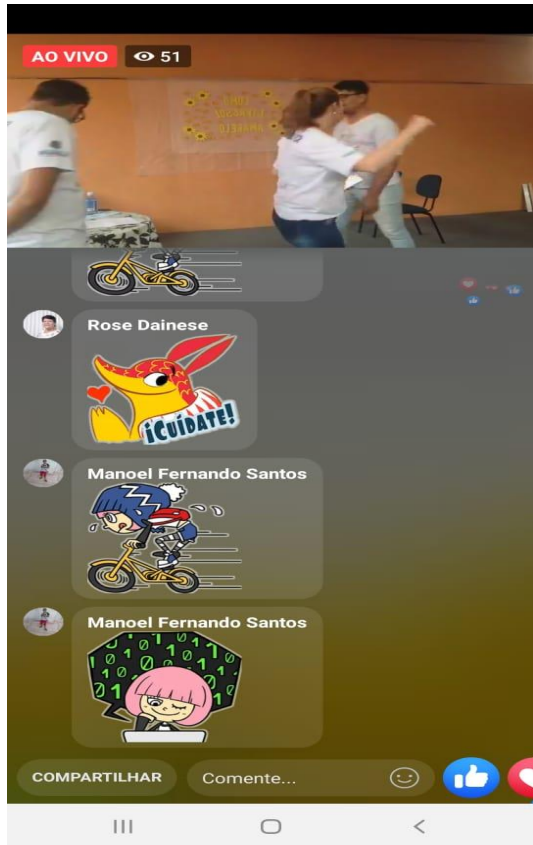 AO VIVO 51
Rose Dainese
¡CUÍDATE!
Manoel Fernando Santos
Manoel Fernando Santos
COMPARTILHAR Comente...